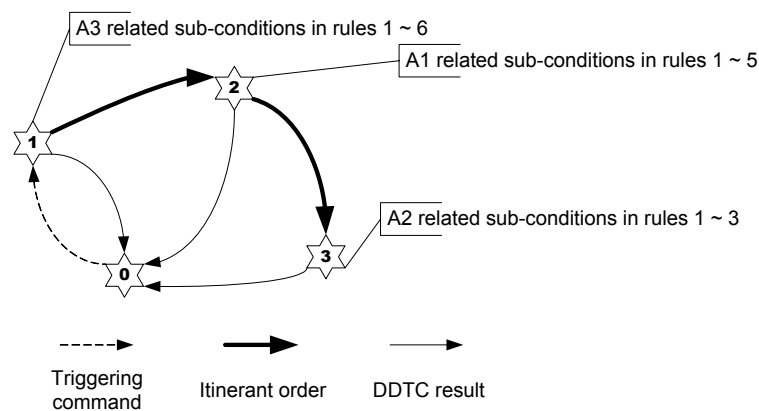 A3 related sub-conditions in rules 1 ~ 6
A1 related sub-conditions in rules 1 ~ 5
2
1
A2 related sub-conditions in rules 1 ~ 3
3
0
Triggering
command
Itinerant order
DDTC result